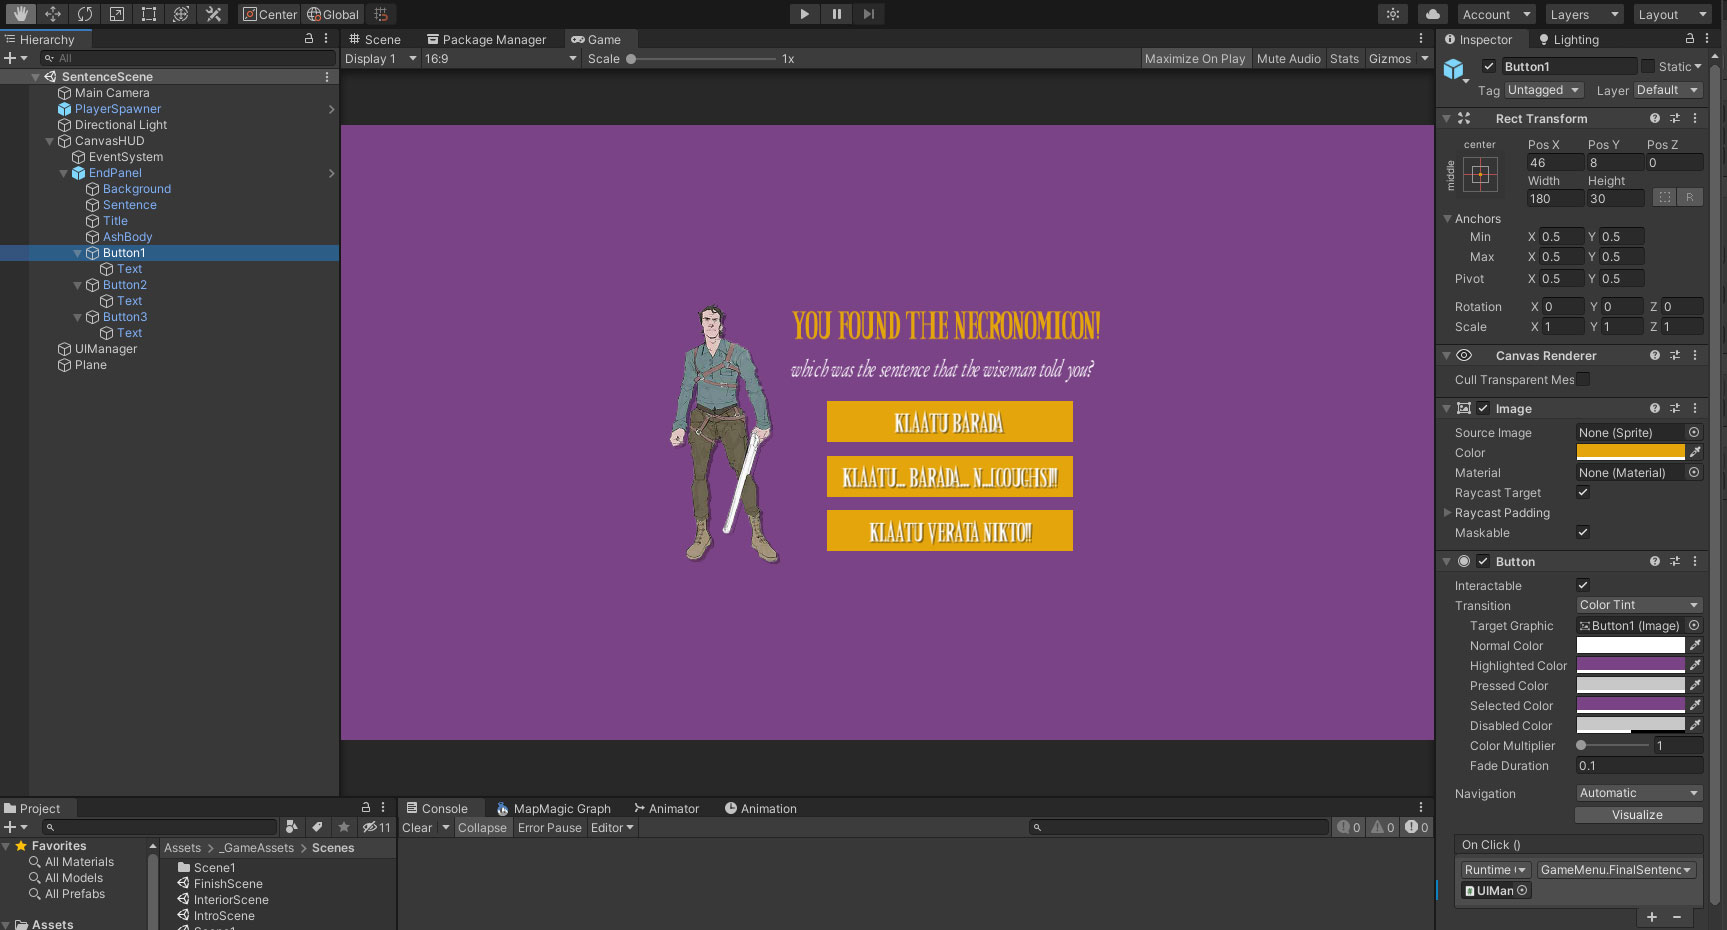 Center Global
Account Layers Layout
Hierarchy
All
SentenceScene
Main Camera
PlayerSpawner
Directional Light
CanvasHUD
EventSystem
EndPanel
Background
Sentence
Title
AshBody
Button1
Text
Button2
Text
Button3
Text
UIManager
Plane
Scene Package Manager Game
Display 1 16:9 Scale 1x Maximize On Play Mute Audio Stats Gizmos
YOU FOUND THE NECRONOMICON!
which was the sentence that the wiseman told you?
KLAATU BARADA
KLAATU... BARADA... N...[COUGHS]!!
KLAATU VERATA NIKTO!!
Project
11
Favorites
All Materials
All Models
All Prefabs
Assets
Assets > _GameAssets > Scenes
Scene1
FinishScene
InteriorScene
IntroScene
Console MapMagic Graph Animator Animation
Clear Collapse Error Pause Editor 0 0 0
Inspector Lighting
Button1 Static
Tag Untagged Layer Default
Rect Transform
center
middle
Pos X Pos Y Pos Z
46 8 0
Width Height
180 30 R
Anchors
Min X 0.5 Y 0.5
Max X 0.5 Y 0.5
Pivot X 0.5 Y 0.5
Rotation X 0 Y 0 Z 0
Scale X 1 Y 1 Z 1
Canvas Renderer
Cull Transparent Mes
Image
Source Image None (Sprite)
Color
Material None (Material)
Raycast Target
Raycast Padding
Maskable
Button
Interactable
Transition Color Tint
Target Graphic Button1 (Image)
Normal Color
Highlighted Color
Pressed Color
Selected Color
Disabled Color
Color Multiplier 1
Fade Duration 0.1
Navigation Automatic
Visualize
On Click ()
Runtime GameMenu.FinalSentenc
UIMan